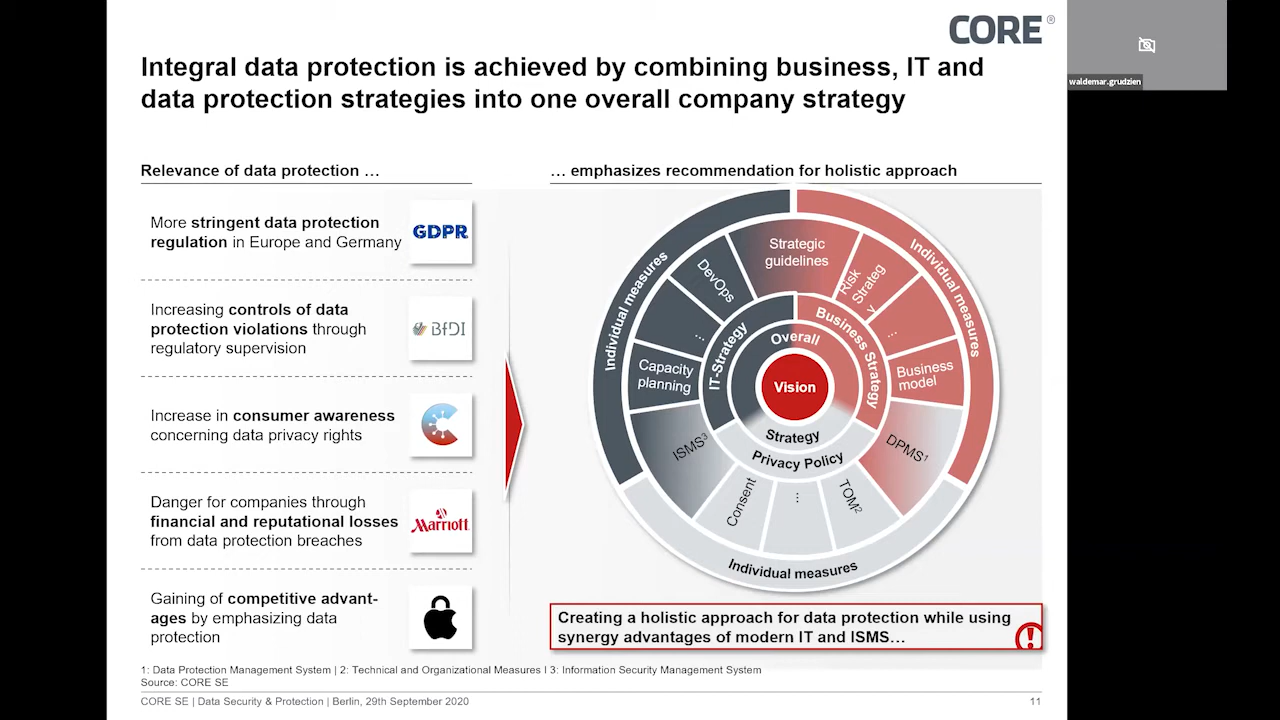 CORE®
waldemar.grudzien
Integral data protection is achieved by combining business, IT and
data protection strategies into one overall company strategy
Relevance of data protection …
… emphasizes recommendation for holistic approach
More stringent data protection
regulation in Europe and Germany
GDPR
Increasing controls of data
protection violations through
regulatory supervision
BfDI
Increase in consumer awareness
concerning data privacy rights
Danger for companies through
financial and reputational losses
from data protection breaches
Marriott
Gaining of competitive advant-
ages by emphasizing data
protection
Individual measures
Individual measures
Individual measures
Strategic
guidelines
DevOps
...
Capacity
planning
ISMS³
Consent
...
TOM²
DPMS¹
Business
model
...
Risk
Strateg
y
IT-Strategy
Business Strategy
Privacy Policy
Overall
Strategy
Vision
Creating a holistic approach for data protection while using
synergy advantages of modern IT and ISMS…
!
1: Data Protection Management System | 2: Technical and Organizational Measures I 3: Information Security Management System
Source: CORE SE
CORE SE | Data Security & Protection | Berlin, 29th September 2020
11